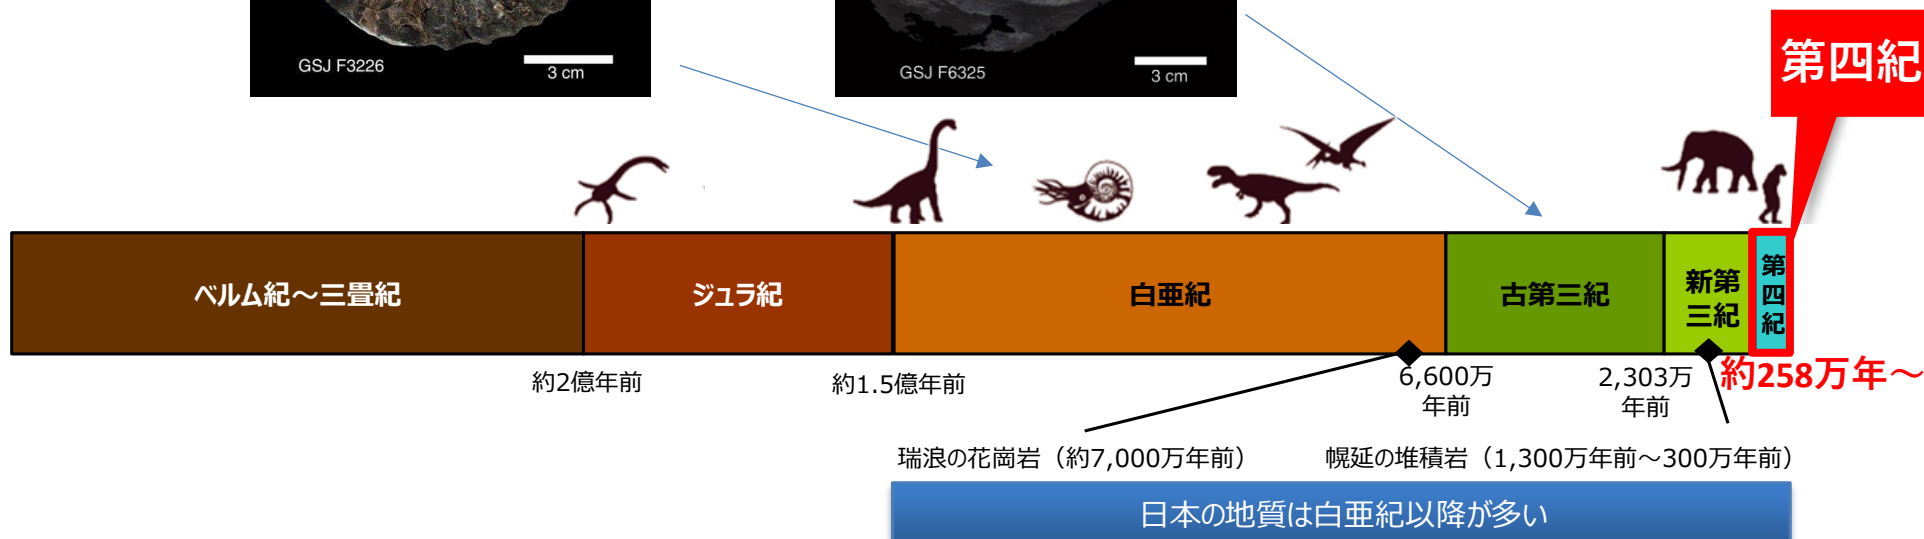 GSJ F3226
3 cm
GSJ F6325
3 cm
第四紀
ペルム紀～三畳紀
ジュラ紀
白亜紀
古第三紀
新第
三紀
第
四
紀
約2億年前
約1.5億年前
6,600万
年前
2,303万
年前
約258万年～
瑞浪の花崗岩（約7,000万年前）
幌延の堆積岩（1,300万年前～300万年前）
日本の地質は白亜紀以降が多い